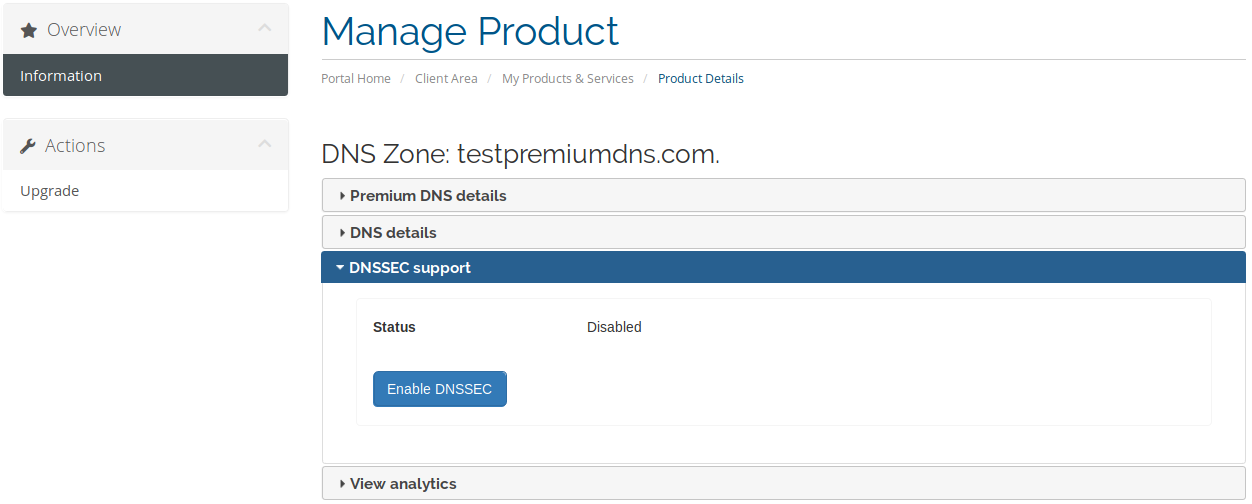 Overview
Information
Actions
Upgrade
Manage Product
Portal Home / Client Area / My Products & Services / Product Details
DNS Zone: testpremiumdns.com.
Premium DNS details
DNS details
DNSSEC support
Status Disabled
Enable DNSSEC
View analytics